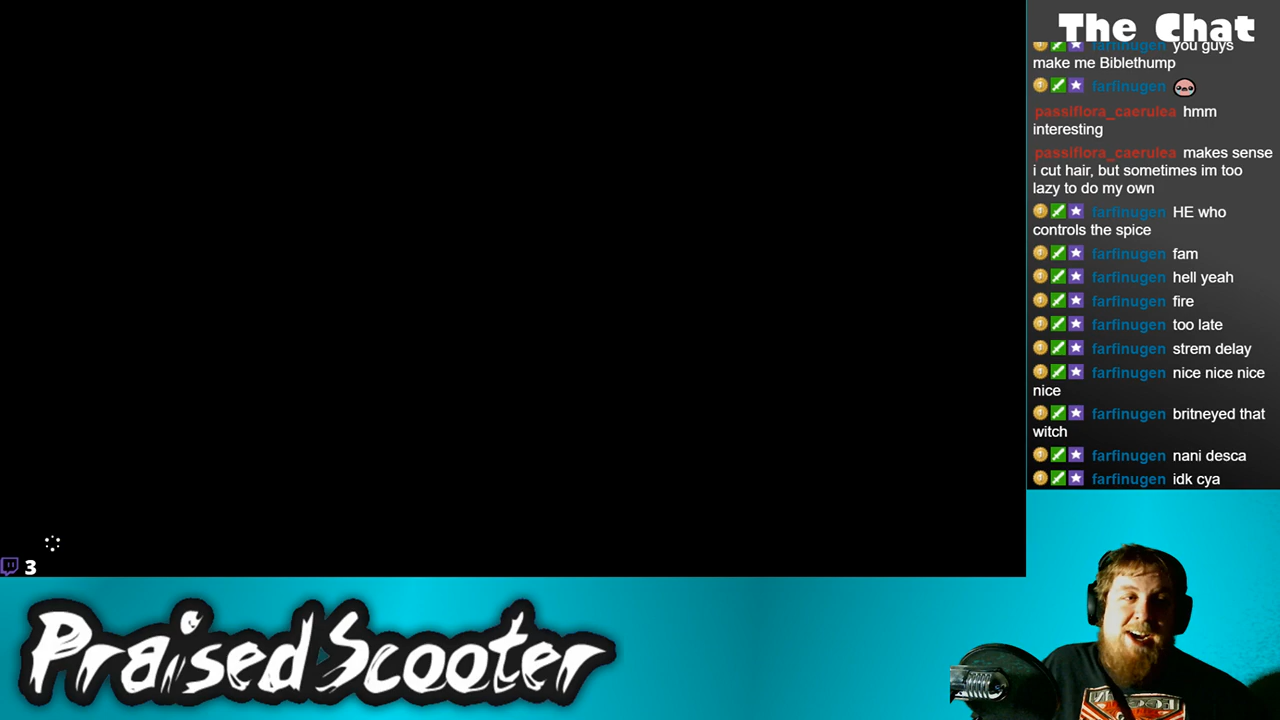 The Chat
farfinugen you guys
make me Biblethump
farfinugen
passiflora_caerulea hmm
interesting
passiflora_caerulea makes sense
i cut hair, but sometimes im too
lazy to do my own
farfinugen HE who
controls the spice
farfinugen fam
farfinugen hell yeah
farfinugen fire
farfinugen too late
farfinugen strem delay
farfinugen nice nice nice
nice
farfinugen britneyed that
witch
farfinugen nani desca
farfinugen idk cya
3
PraisedScooter